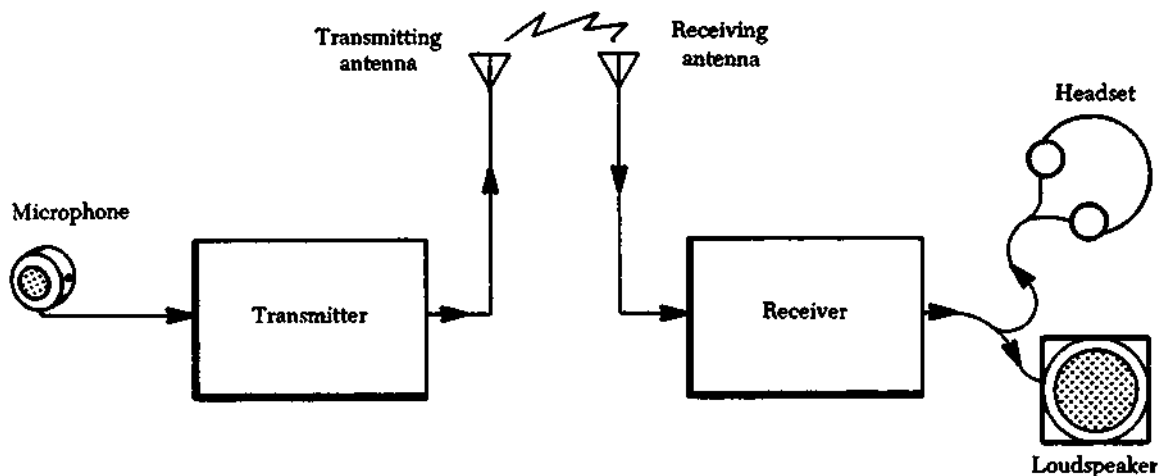 Transmitting
antenna
Receiving
antenna
Headset
Microphone
Transmitter
Receiver
Loudspeaker